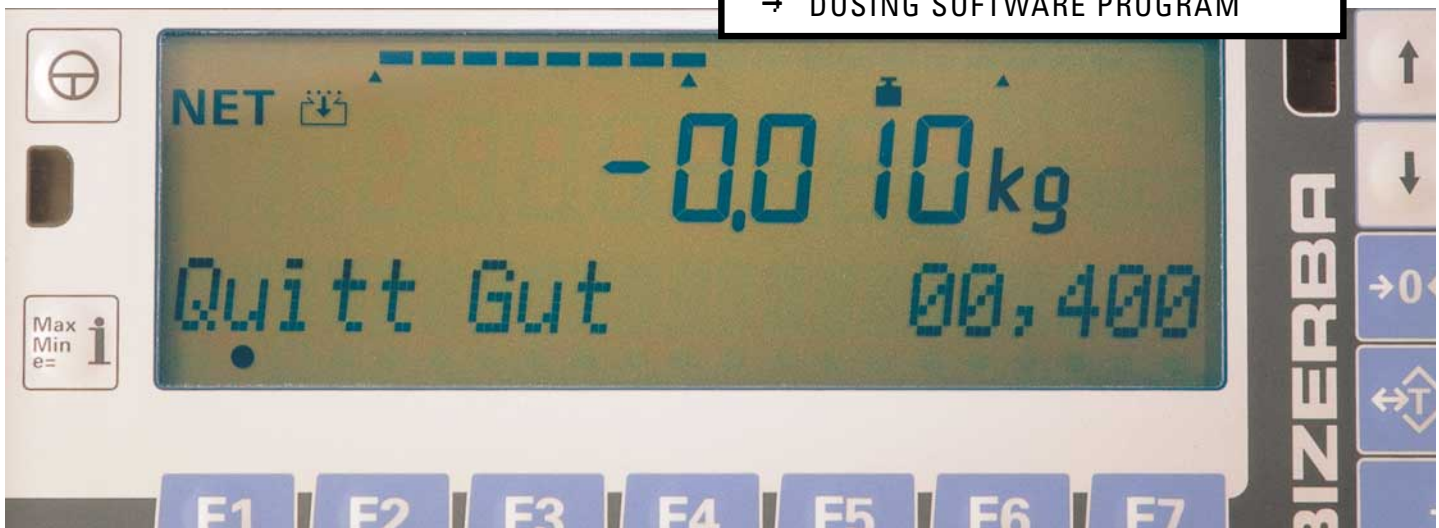 → DOSING SOFTWARE PROGRAM
NET
-0,010 kg
Quitt Gut 00,400
Max
Min
e=
i
→0←
↔T
BIZERBA
F1 F2 F3 F4 F5 F6 F7